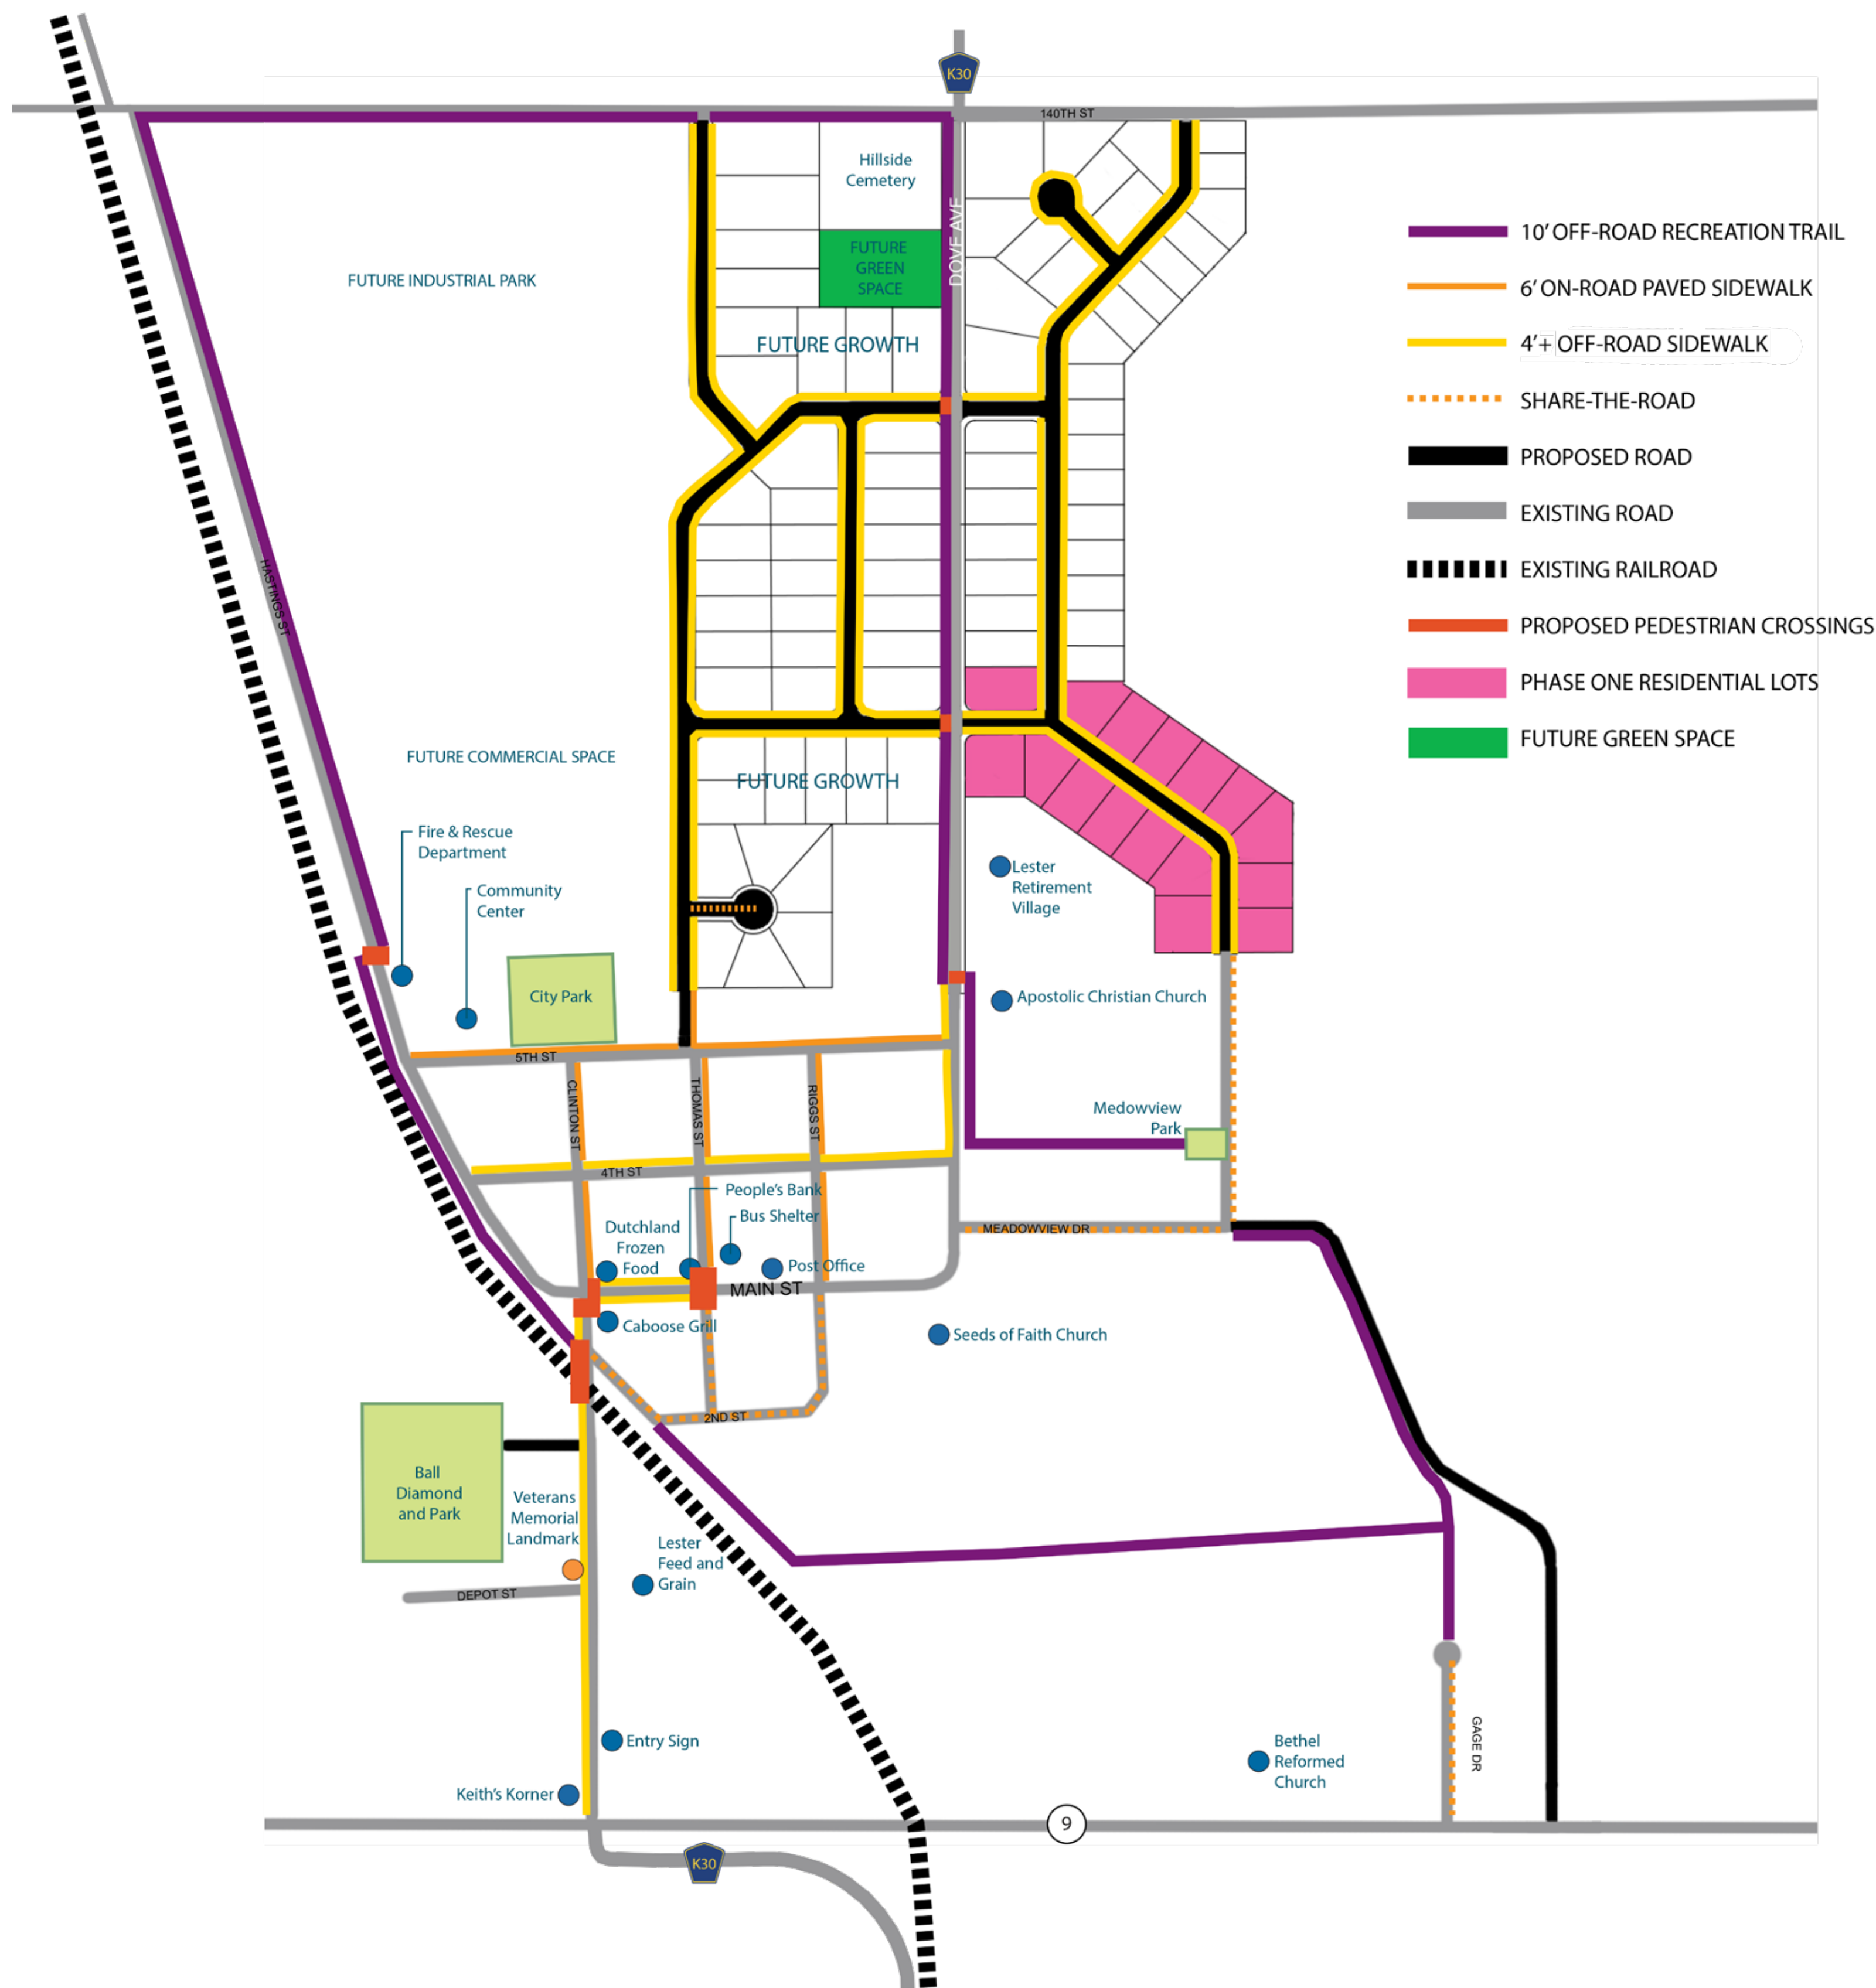 K30
140TH ST
Hillside
Cemetery
DOVE AVE
FUTURE
GREEN
SPACE
FUTURE INDUSTRIAL PARK
FUTURE GROWTH
10' OFF-ROAD RECREATION TRAIL
6' ON-ROAD PAVED SIDEWALK
4'+ OFF-ROAD SIDEWALK
SHARE-THE-ROAD
PROPOSED ROAD
EXISTING ROAD
EXISTING RAILROAD
PROPOSED PEDESTRIAN CROSSINGS
PHASE ONE RESIDENTIAL LOTS
FUTURE GREEN SPACE
HASTINGS ST
FUTURE COMMERCIAL SPACE
FUTURE GROWTH
Fire & Rescue
Department
Community
Center
Lester
Retirement
Village
City Park
Apostolic Christian Church
5TH ST
CLINTON ST
THOMAS ST
RIGGS ST
Medowview
Park
4TH ST
People's Bank
Bus Shelter
Dutchland
Frozen
Food
Post Office
MAIN ST
MEADOWVIEW DR
Caboose Grill
Seeds of Faith Church
2ND ST
Ball
Diamond
and Park
Veterans
Memorial
Landmark
Lester
Feed and
Grain
DEPOT ST
Entry Sign
Keith's Korner
Bethel
Reformed
Church
GAGE DR
9
K30